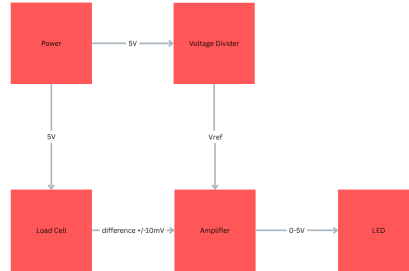 Power
5V
Voltage Divider
5V
Vref
Load Cell
difference +/-10mV
Amplifier
0-5V
LED